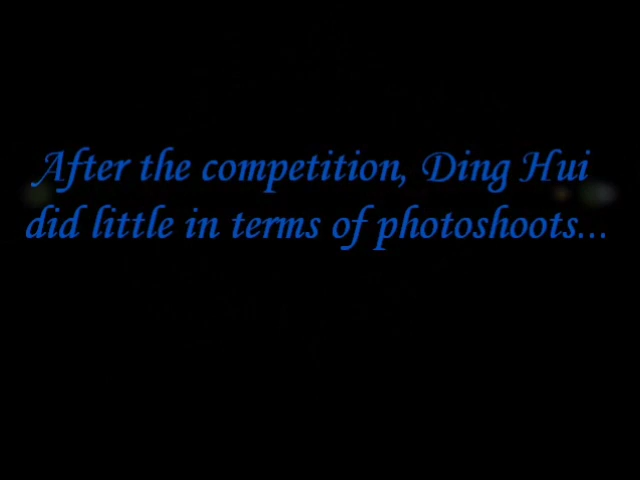 After the competition, Ding Hui
did little in terms of photoshoots...